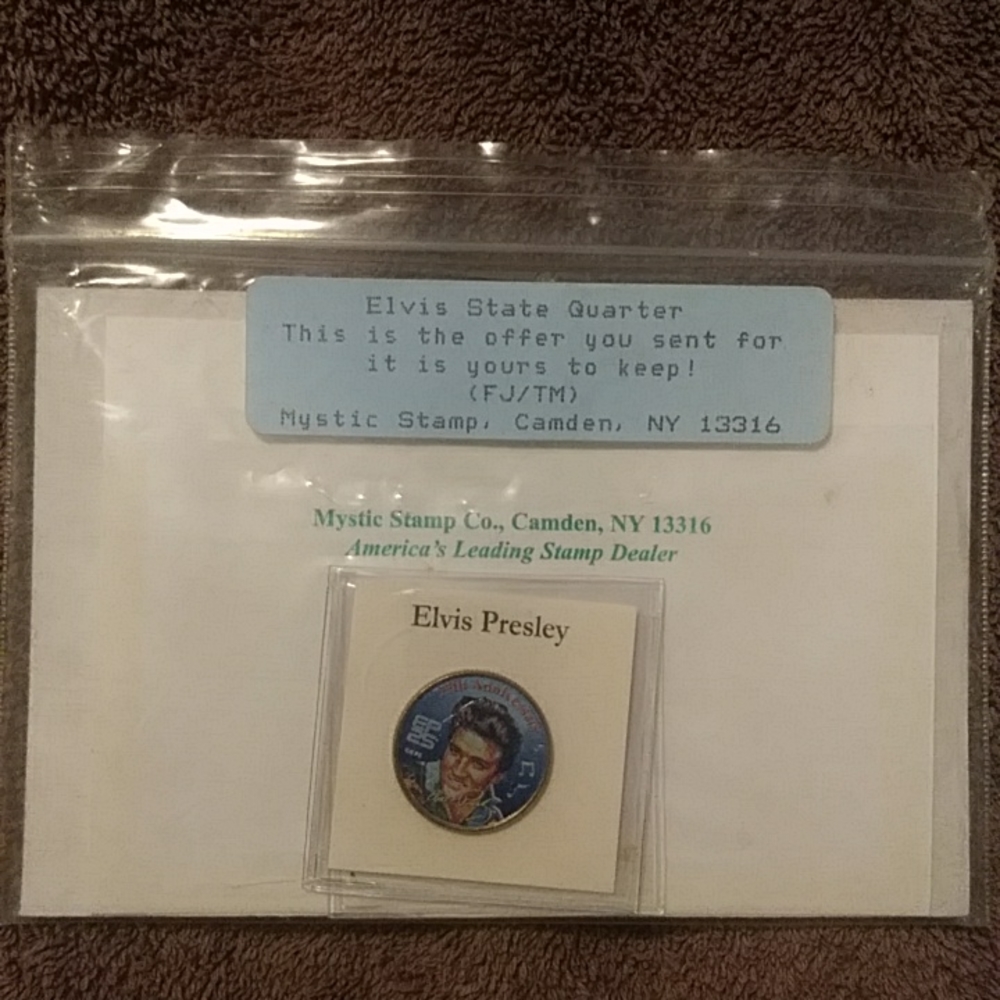 Elvis State Quarter
This is the offer you sent for
it is yours to keep!
(FJ/TM)
Mystic Stamp, Camden, NY 13316
Mystic Stamp Co., Camden, NY 13316
America's Leading Stamp Dealer
Elvis Presley